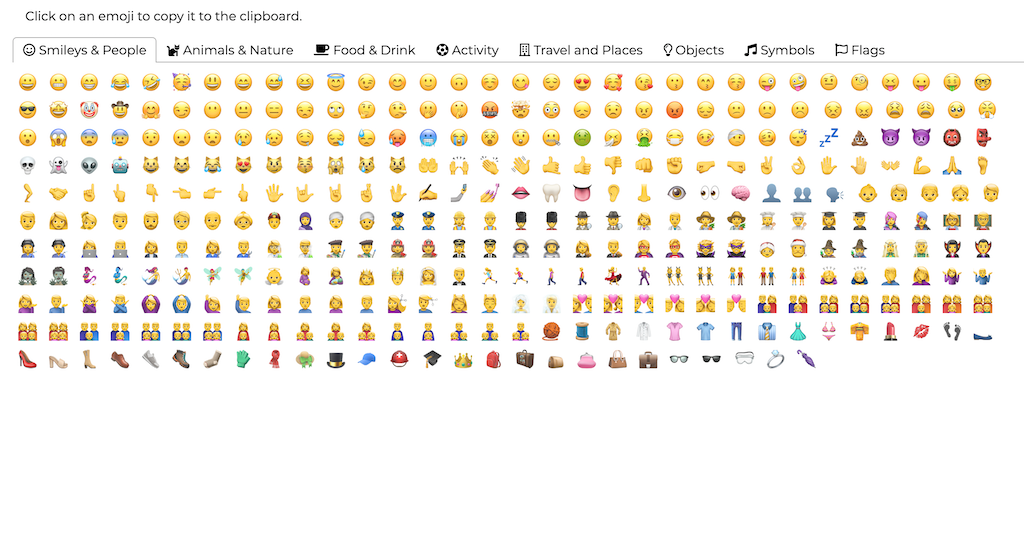 Click on an emoji to copy it to the clipboard.
Smileys & People Animals & Nature Food & Drink Activity Travel and Places Objects Symbols Flags